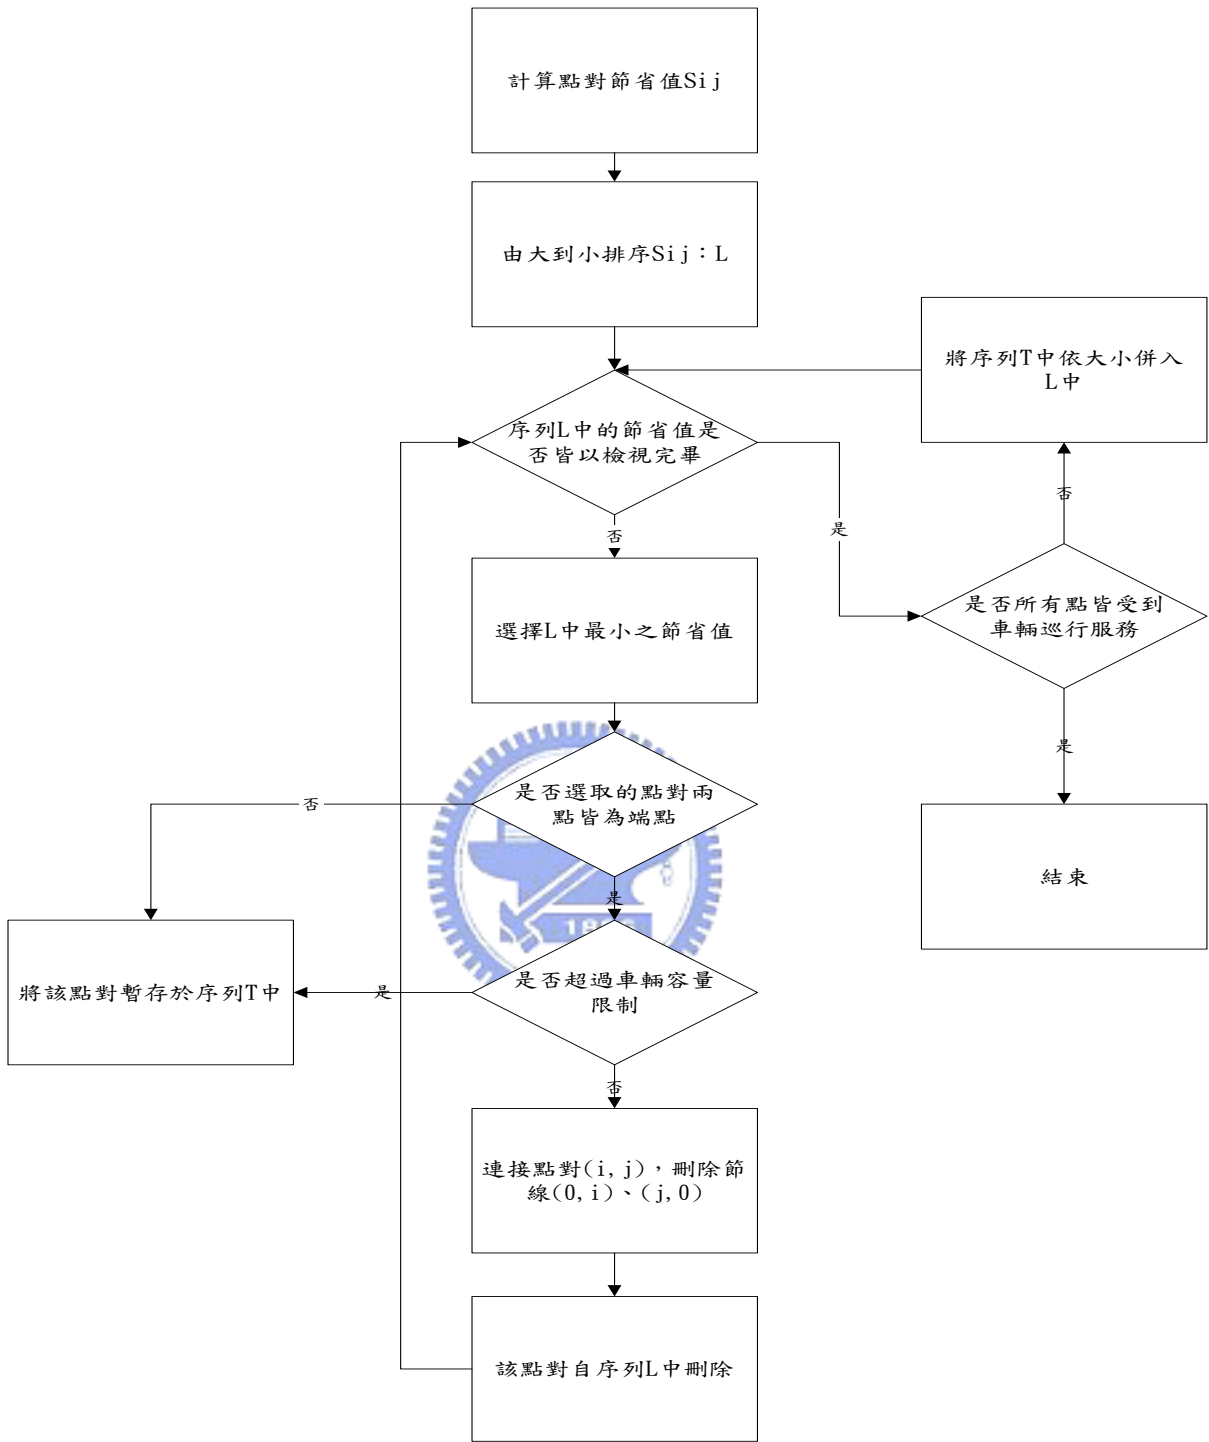 計算點對節省值Sij
由大到小排序Sij：L
將序列T中依大小併入
L中
序列L中的節省值是
否皆以檢視完畢
否
是
否
選擇L中最小之節省值
是否所有點皆受到
車輛巡行服務
是
是否選取的點對兩
點皆為端點
否
是
結束
是否超過車輛容量
限制
是
將該點對暫存於序列T中
否
連接點對(i,j)，刪除節
線(0,i)、(j,0)
該點對自序列L中刪除